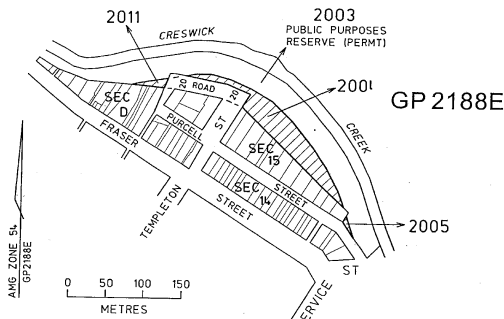 2011
CRESWICK
2003
PUBLIC PURPOSES
RESERVE (PERMT)
20 ROAD
20
2001
GP 2188E
SEC
D
PURCELL
ST
CREEK
FRASER
SEC
15
STREET
SEC
14
TEMPLETON
STREET
2005
ST
SERVICE
AMG ZONE 54
GP2188E
0 50 100 150
METRES